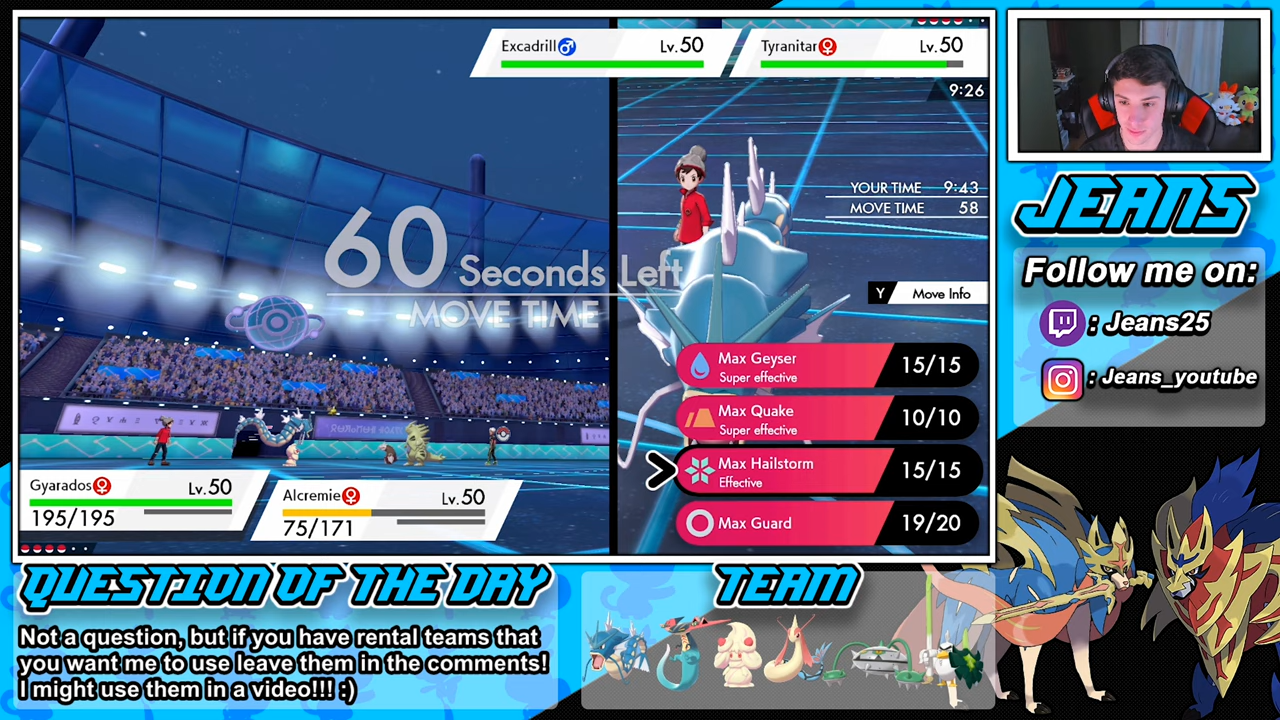 Excadrill Lv. 50
Tyranitar Lv. 50
9:26
YOUR TIME 9:43
MOVE TIME 58
60 Seconds Left
MOVE TIME
Y Move Info
Max Geyser 15/15
Super effective
Max Quake 10/10
Super effective
Max Hailstorm 15/15
Effective
Max Guard 19/20
Gyarados Lv. 50
195/195
Alcremie Lv. 50
75/171
JEANS
Follow me on:
: Jeans25
: Jeans_youtube
QUESTION OF THE DAY
Not a question, but if you have rental teams that
you want me to use leave them in the comments!
I might use them in a video!!! :)
TEAM